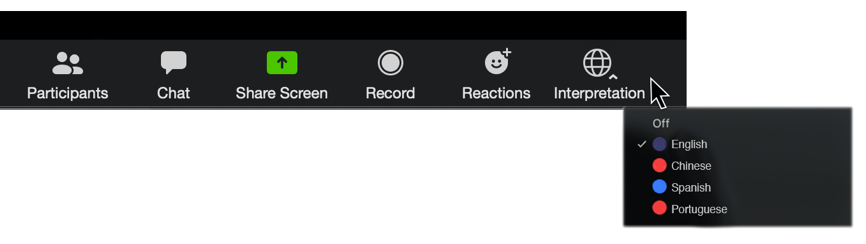 Participants Chat Share Screen Record Reactions Interpretation
Off
English
Chinese
Spanish
Portuguese